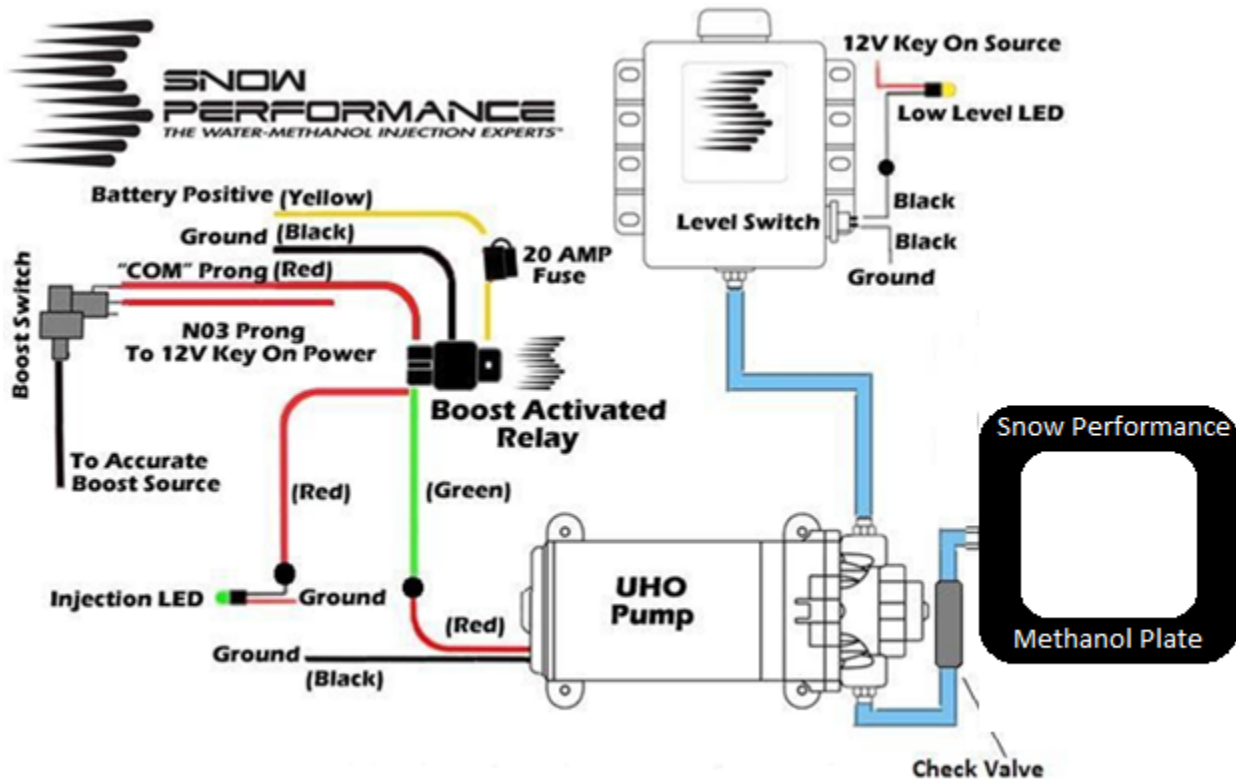 SNOW
PERFORMANCE
THE WATER-METHANOL INJECTION EXPERTS™
12V Key On Source
Low Level LED
Black
Level Switch
Black
Ground
Battery Positive (Yellow)
Ground (Black)
20 AMP
Fuse
"COM" Prong (Red)
Boost Switch
N03 Prong
To 12V Key On Power
Boost Activated
Relay
To Accurate
Boost Source
(Red)
(Green)
Injection LED
Ground
(Red)
Ground
(Black)
UHO
Pump
Snow Performance
Methanol Plate
Check Valve